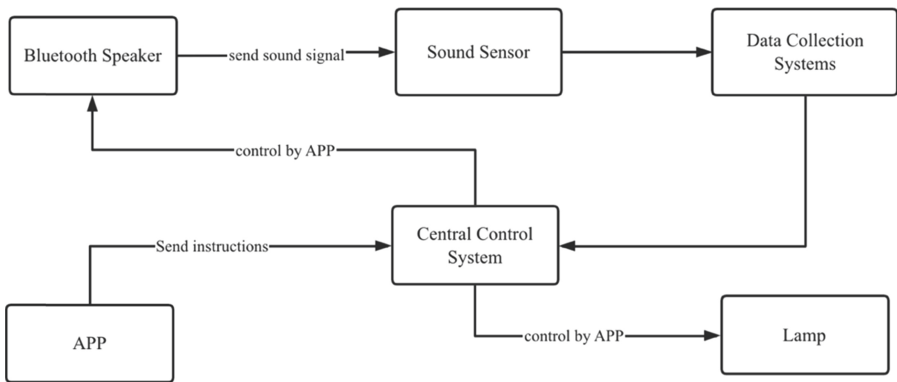 Bluetooth Speaker
send sound signal
Sound Sensor
Data Collection
Systems
control by APP
Send instructions
Central Control
System
APP
control by APP
Lamp